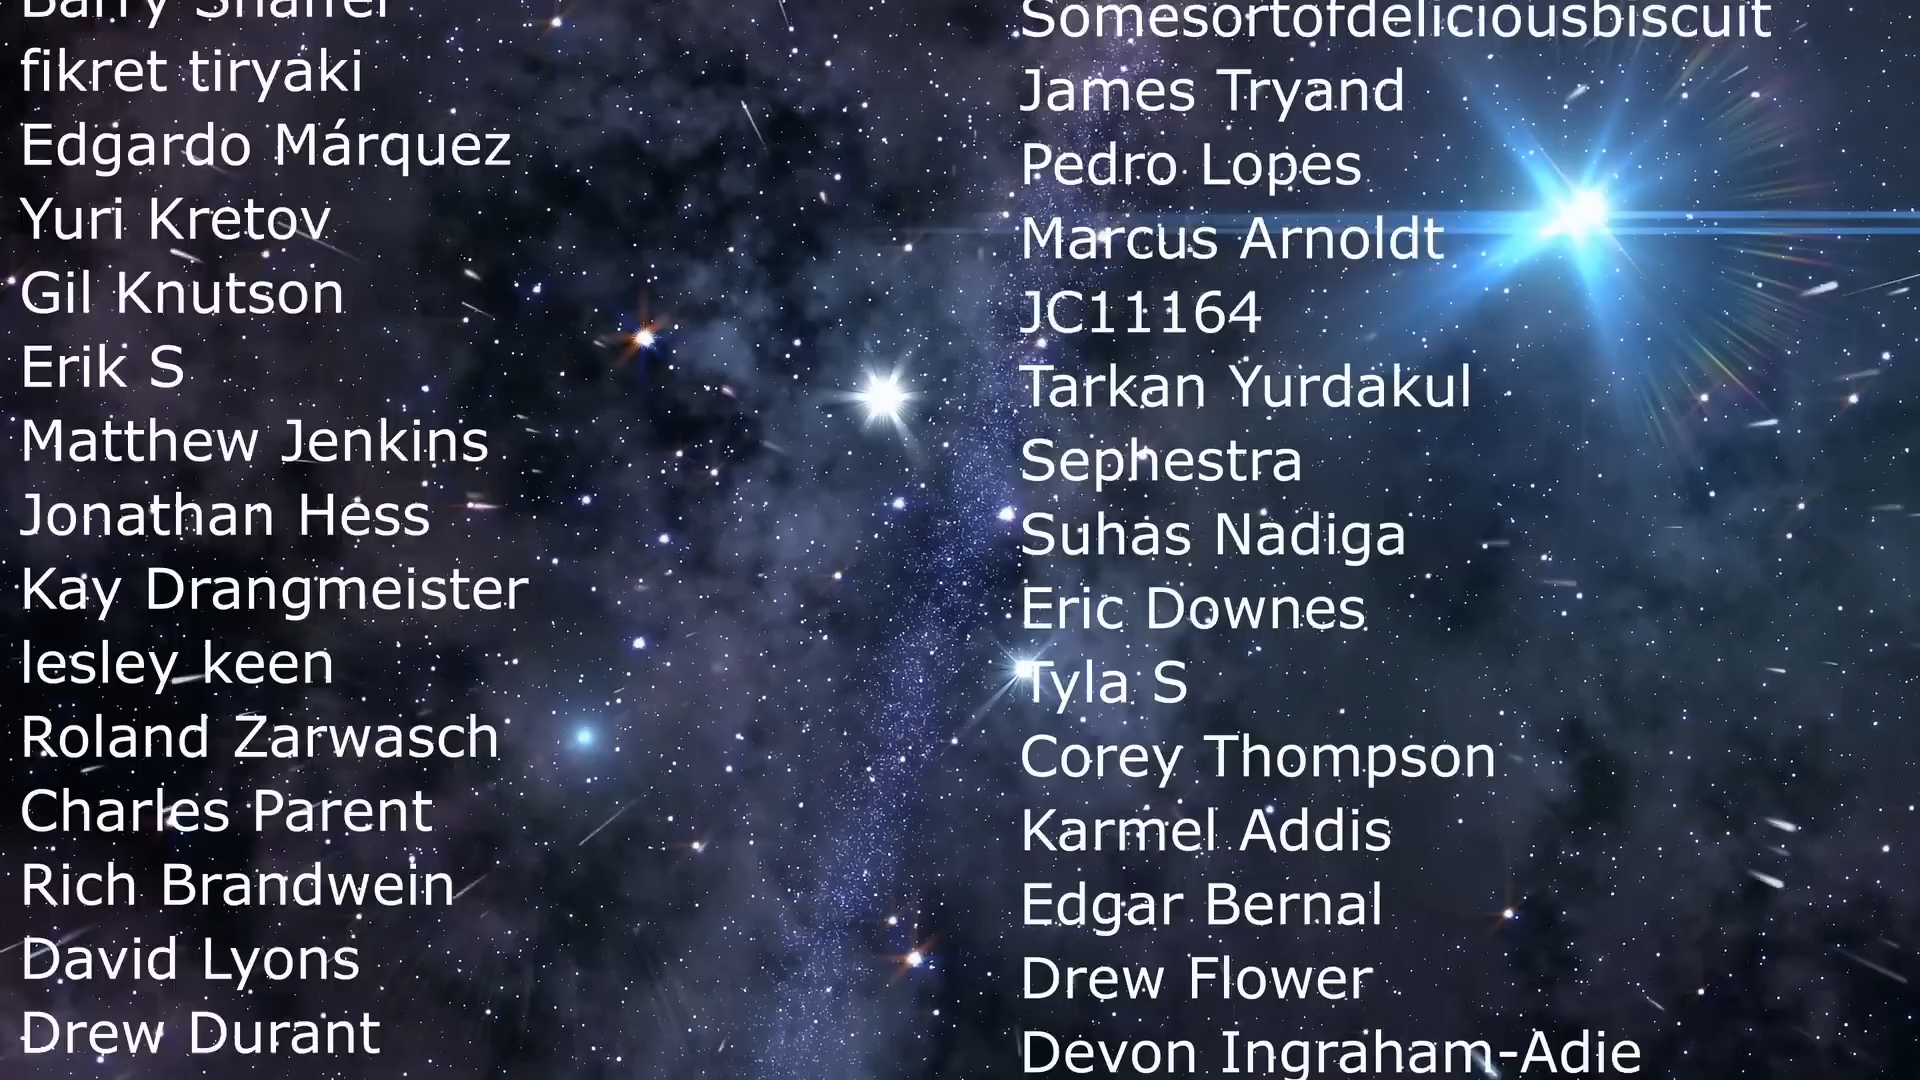 Barry Shaffer
fikret tiryaki
Edgardo Márquez
Yuri Kretov
Gil Knutson
Erik S
Matthew Jenkins
Jonathan Hess
Kay Drangmeister
lesley keen
Roland Zarwasch
Charles Parent
Rich Brandwein
David Lyons
Drew Durant
Somesortofdeliciousbiscuit
James Tryand
Pedro Lopes
Marcus Arnoldt
JC11164
Tarkan Yurdakul
Sephestra
Suhas Nadiga
Eric Downes
Tyla S
Corey Thompson
Karmel Addis
Edgar Bernal
Drew Flower
Devon Ingraham-Adie